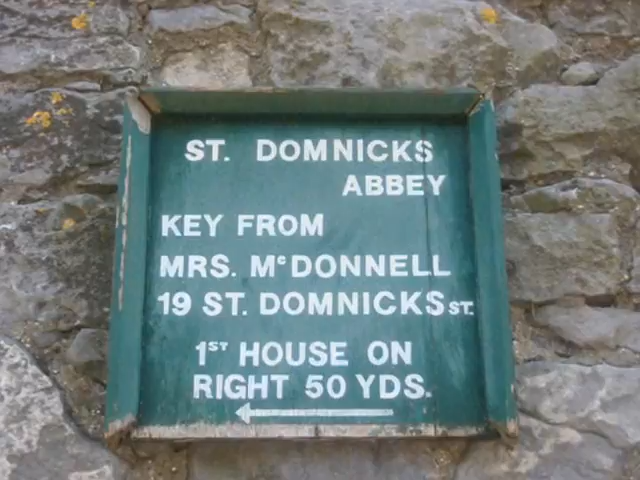 ST. DOMNICKS
ABBEY
KEY FROM
MRS. McDONNELL
19 ST. DOMNICKS ST.
1ST HOUSE ON
RIGHT 50 YDS.